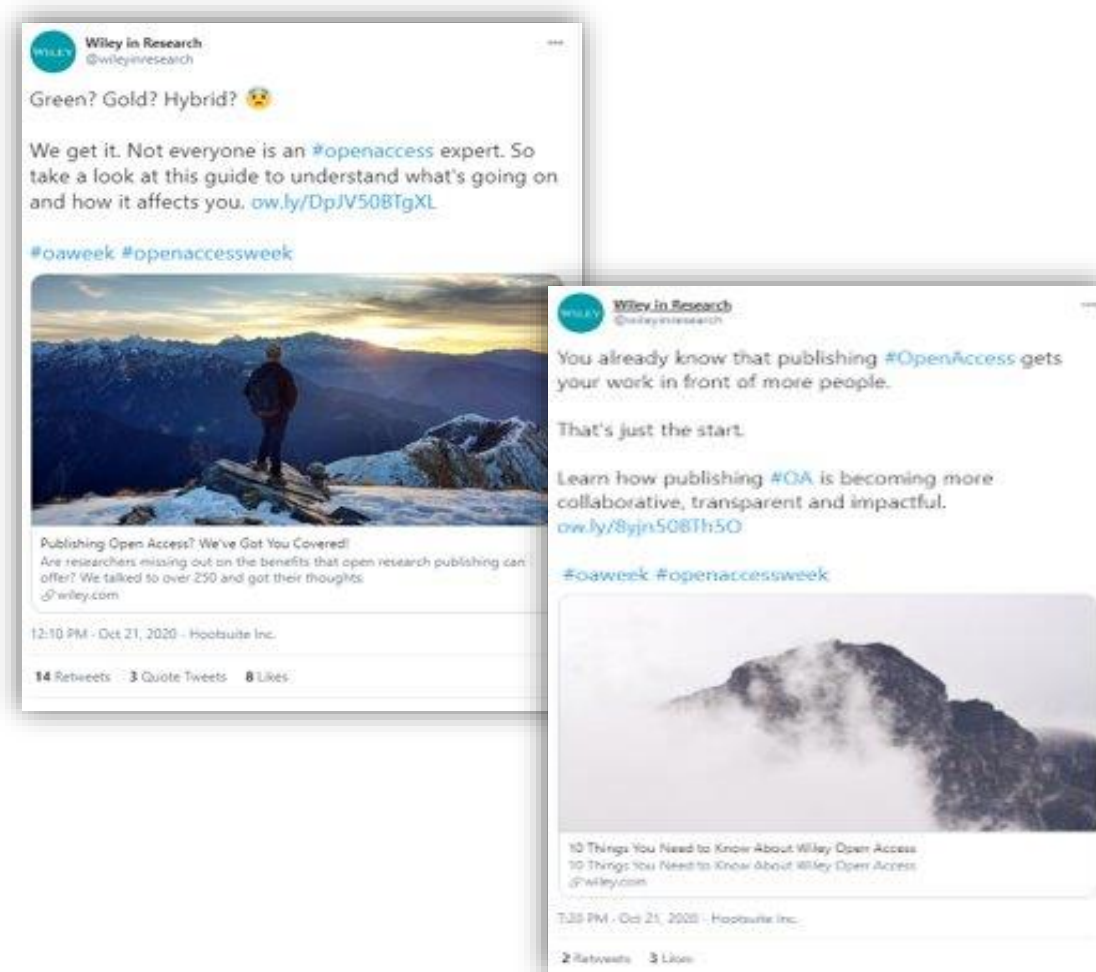 WILEY
Wiley in Research
@wileyinresearch
Green? Gold? Hybrid? 😰
We get it. Not everyone is an #openaccess expert. So
take a look at this guide to understand what's going on
and how it affects you. ow.ly/DpJV50BTgXL
#oaweek #openaccessweek
Publishing Open Access? We've Got You Covered!
Are researchers missing out on the benefits that open research publishing can
offer? We talked to over 250 and got their thoughts.
wiley.com
12:10 PM · Oct 21, 2020 · Hootsuite Inc.
14 Retweets 3 Quote Tweets 8 Likes
WILEY
Wiley in Research
@wileyinresearch
You already know that publishing #OpenAccess gets
your work in front of more people.
That's just the start.
Learn how publishing #OA is becoming more
collaborative, transparent and impactful.
ow.ly/8yjn50BTh5O
#oaweek #openaccessweek
10 Things You Need to Know About Wiley Open Access
10 Things You Need to Know About Wiley Open Access
wiley.com
PM · Oct 21, 2020 · Hootsuite Inc.
2 Retweets 3 Likes